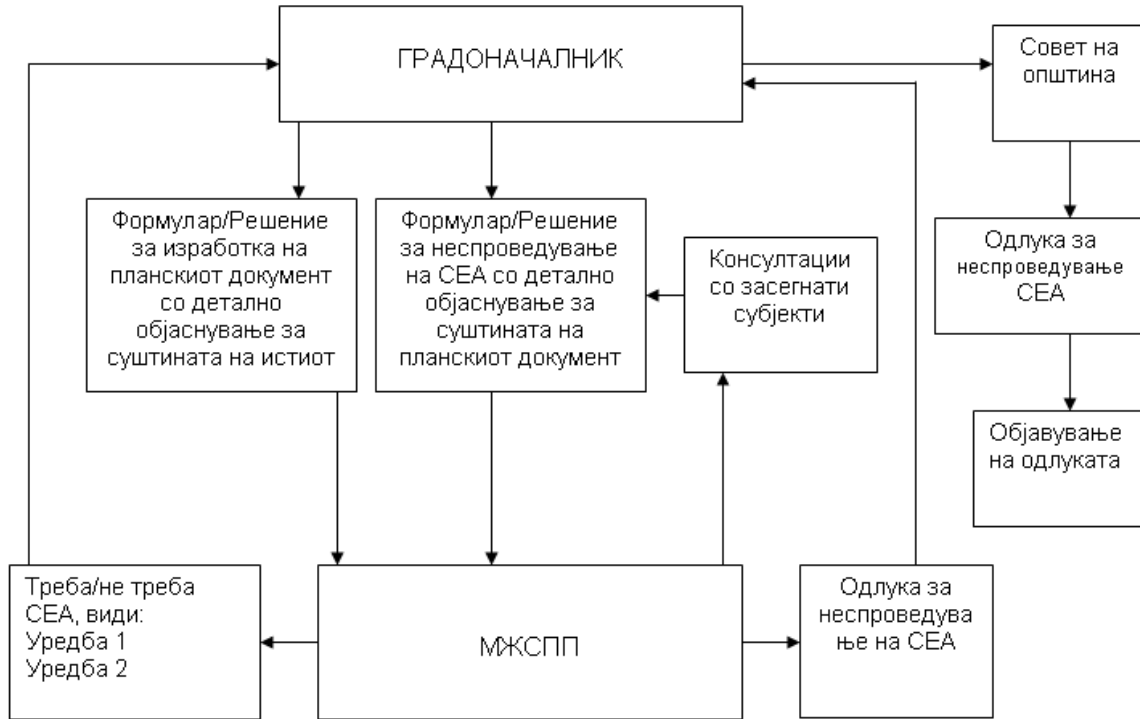 ГРАДОНАЧАЛНИК
Совет на
општина
Формулар/Решение
за изработка на
планскиот документ
со детално
објаснување за
суштината на истиот
Формулар/Решение
за неспроведување
на СЕА со детално
објаснување за
суштината на
планскиот документ
Консултации
со засегнати
субјекти
Одлука за
неспроведување
СЕА
Објавување
на одлуката
Треба/не треба
СЕА, види:
Уредба 1
Уредба 2
МЖСПП
Одлука за
неспроведува
ње на СЕА